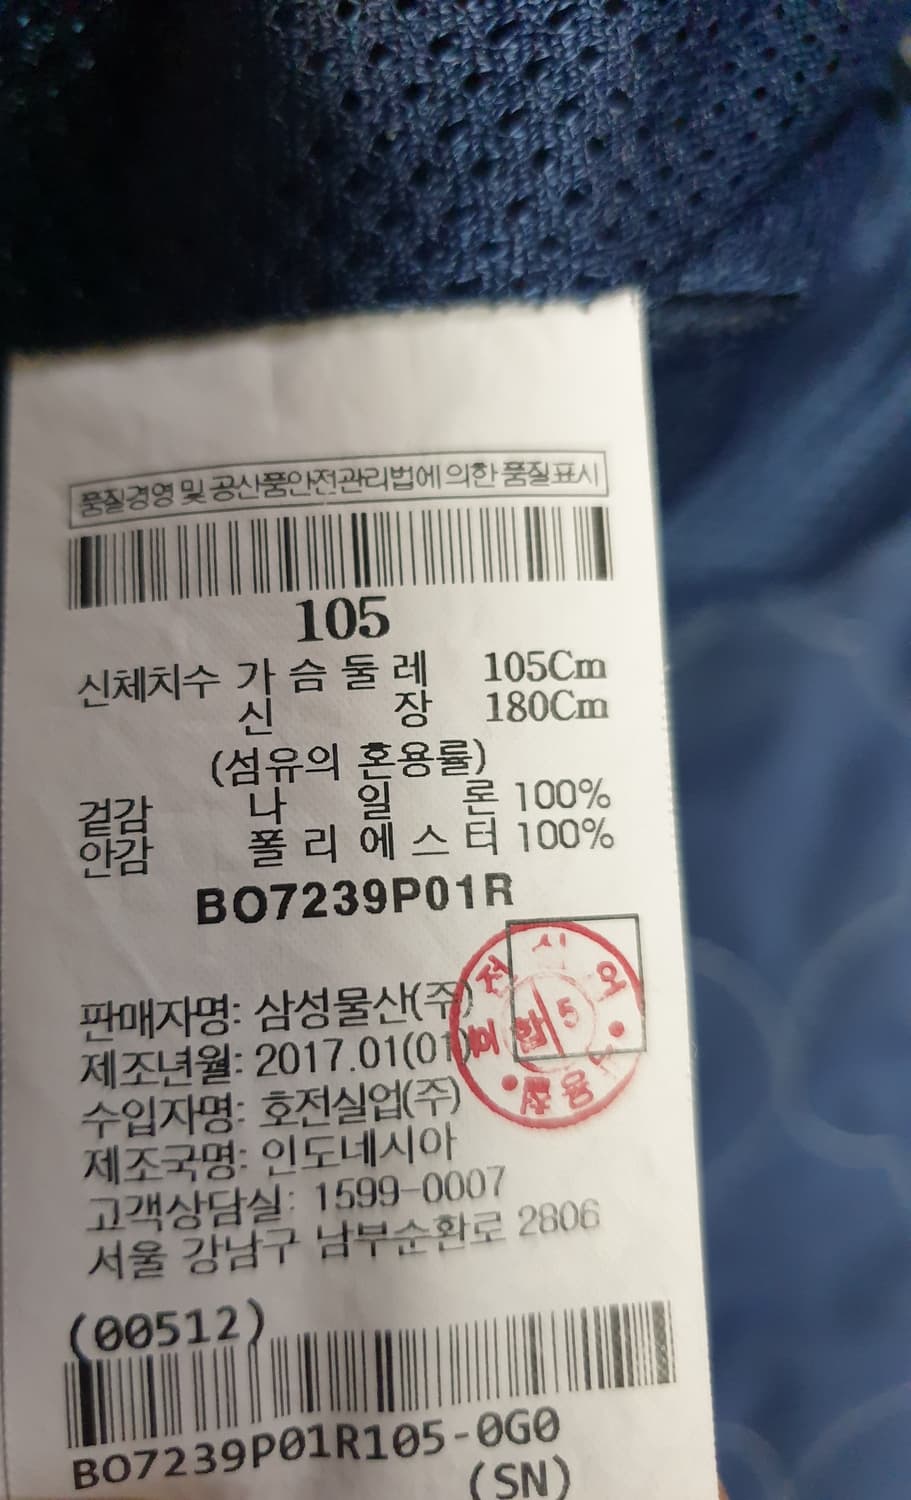 품질경영 및 공산품안전관리법에 의한 품질표시
105
신체치수 가 슴 둘 레 105Cm
신 장 180Cm
(섬유의 혼용률)
겉감 나 일 론 100%
안감 폴 리 에 스 터 100%
BO7239P01R
판매자명: 삼성물산(주)
제조년월: 2017.01(01)
수입자명: 호전실업(주)
제조국명: 인도네시아
고객상담실: 1599-0007
서울 강남구 남부순환로 2806
5
(00512)
BO7239P01R105-0G0
(SN)